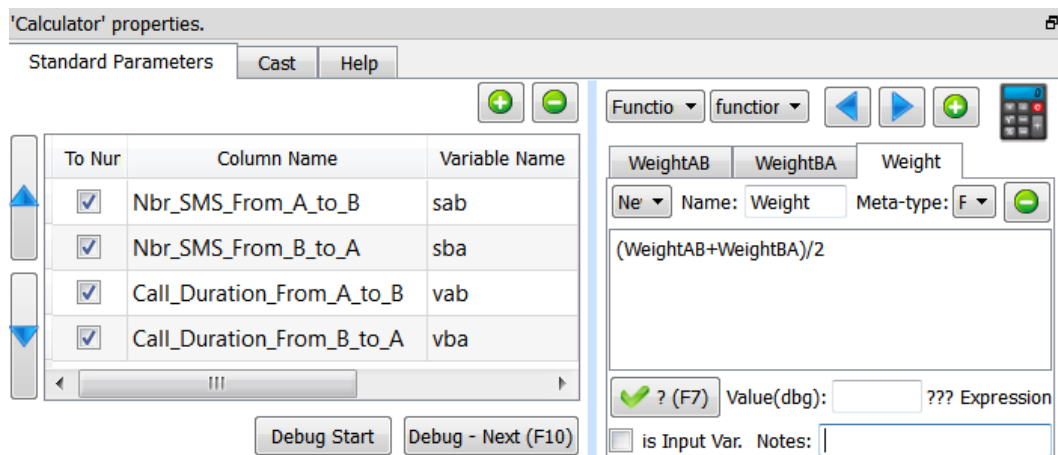 'Calculator' properties.
Standard Parameters Cast Help
To Nur Column Name Variable Name
Nbr_SMS_From_A_to_B sab
Nbr_SMS_From_B_to_A sba
Call_Duration_From_A_to_B vab
Call_Duration_From_B_to_A vba
Debug Start Debug - Next (F10)
Functio functior
WeightAB WeightBA Weight
Ne Name: Weight Meta-type: F
(WeightAB+WeightBA)/2
? (F7) Value(dbg): ??? Expression
is Input Var. Notes: